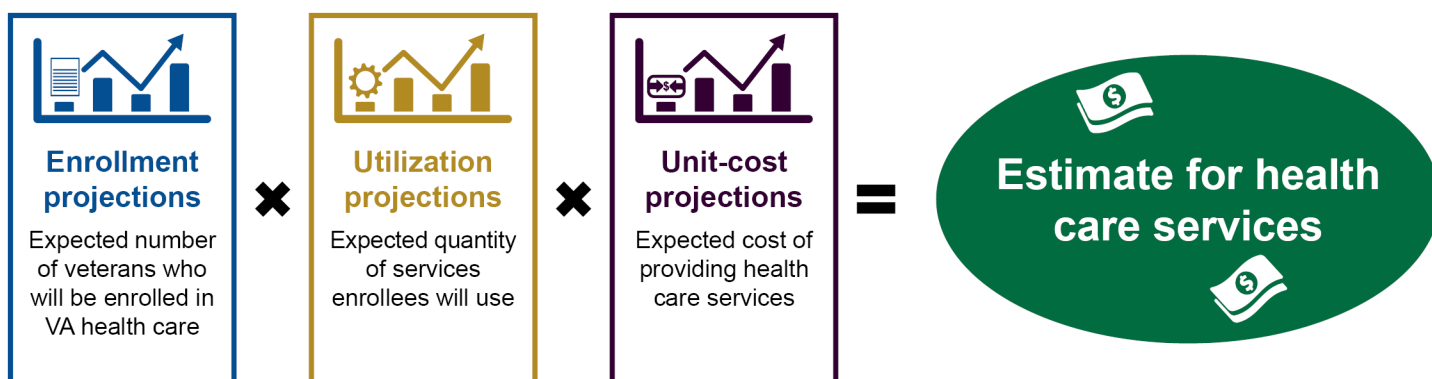 Enrollment
projections
Expected number
of veterans who
will be enrolled in
VA health care
✖
Utilization
projections
Expected quantity
of services
enrollees will use
✖
Unit-cost
projections
Expected cost of
providing health
care services
=
$
Estimate for health
care services
$